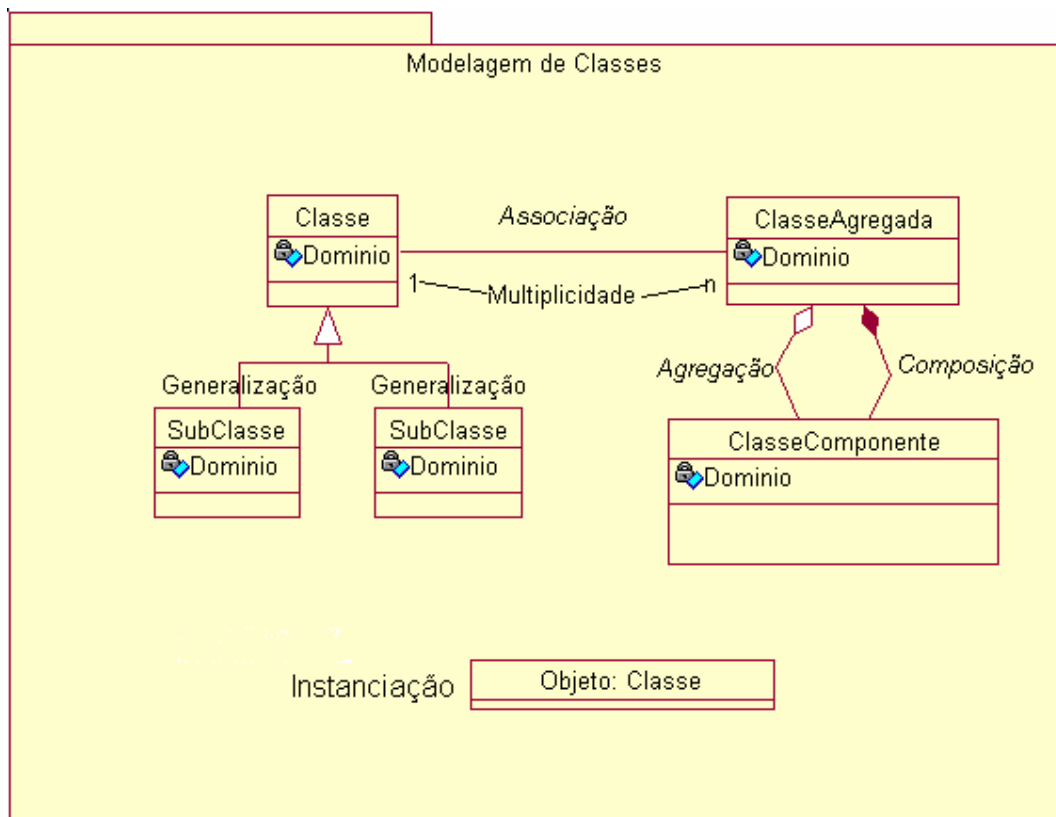 Modelagem de Classes
Classe
Dominio
Associação
ClasseAgregada
Dominio
1
Multiplicidade
n
Generalização
Generalização
SubClasse
Dominio
SubClasse
Dominio
Agregação
Composição
ClasseComponente
Dominio
Instanciação
Objeto: Classe